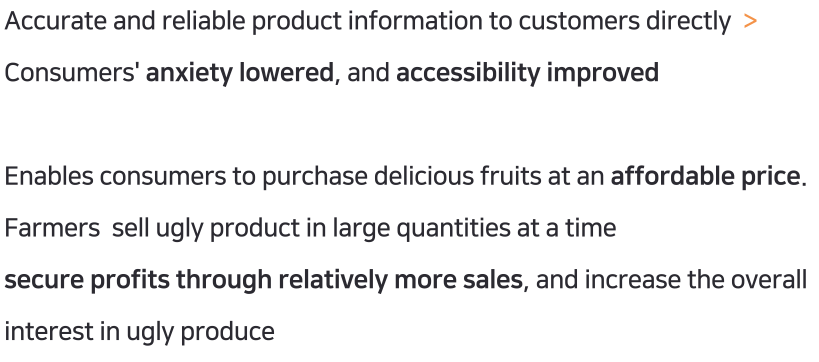 Accurate and reliable product information to customers directly >
Consumers' anxiety lowered, and accessibility improved
Enables consumers to purchase delicious fruits at an affordable price.
Farmers sell ugly product in large quantities at a time
secure profits through relatively more sales, and increase the overall
interest in ugly produce